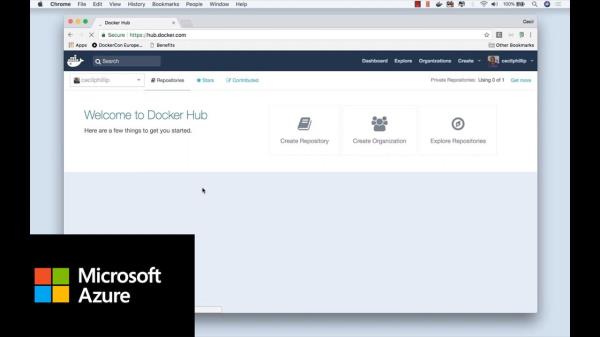 Chrome File Edit View History Bookmarks People Window Help
100%
Docker Hub
Cecil
Secure https://hub.docker.com
Apps DockerCon Europe... Benefits Other Bookmarks
Search Dashboard Explore Organizations Create cecilphillip
cecilphillip Repositories Stars Contributed Private Repositories: Using 0 of 1 Get more
Welcome to Docker Hub
Here are a few things to get you started.
Create Repository Create Organization Explore Repositories
Microsoft
Azure